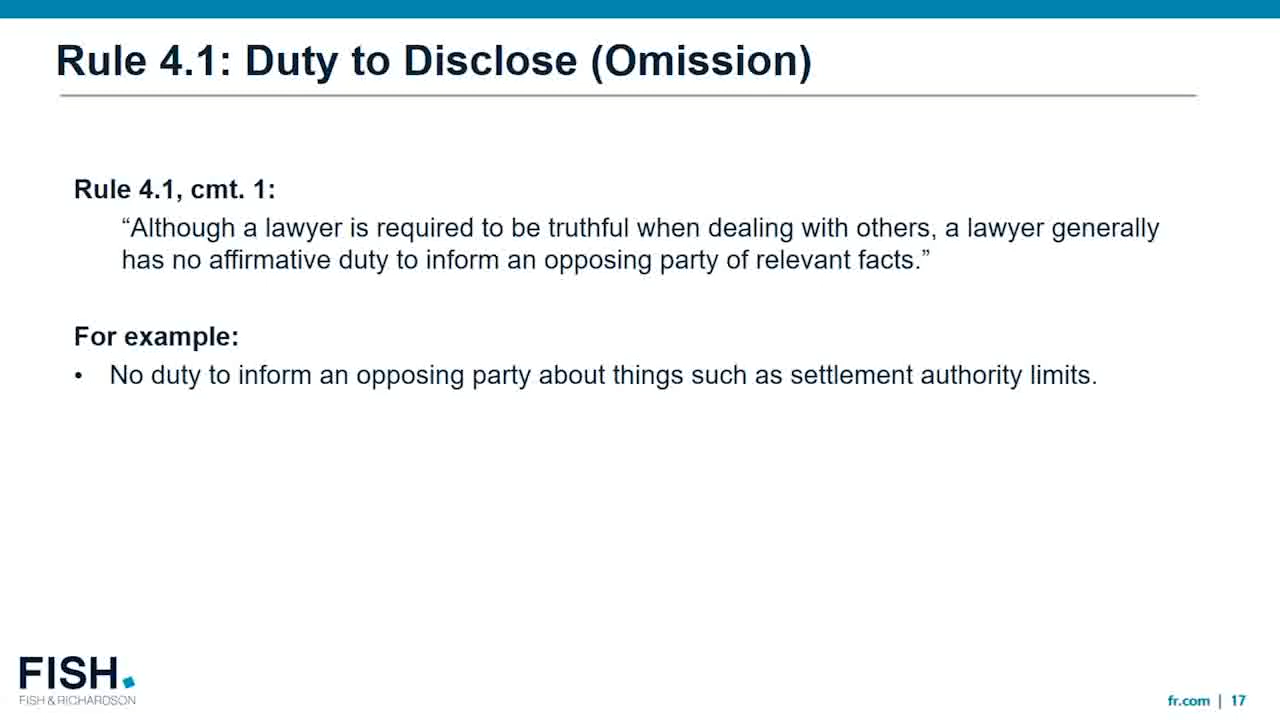 Rule 4.1: Duty to Disclose (Omission)
Rule 4.1, cmt. 1:
“Although a lawyer is required to be truthful when dealing with others, a lawyer generally
has no affirmative duty to inform an opposing party of relevant facts.”
For example:
• No duty to inform an opposing party about things such as settlement authority limits.
FISH.
FISH & RICHARDSON
fr.com | 17